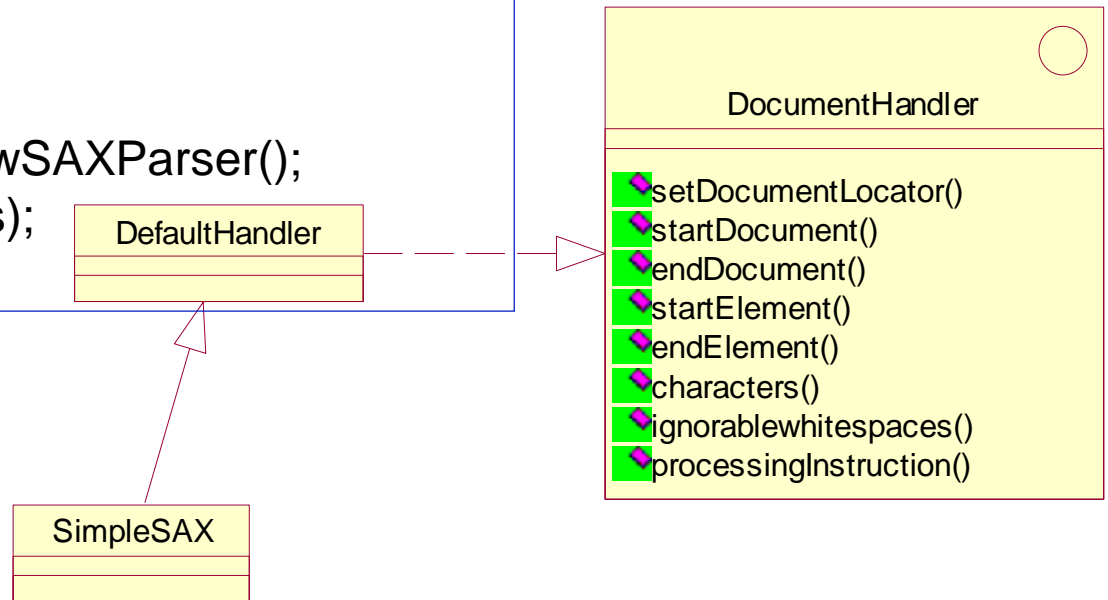 wSAXParser();
s);
DefaultHandler
SimpleSAX
DocumentHandler
setDocumentLocator()
startDocument()
endDocument()
startElement()
endElement()
characters()
ignorablewhitespaces()
processingInstruction()